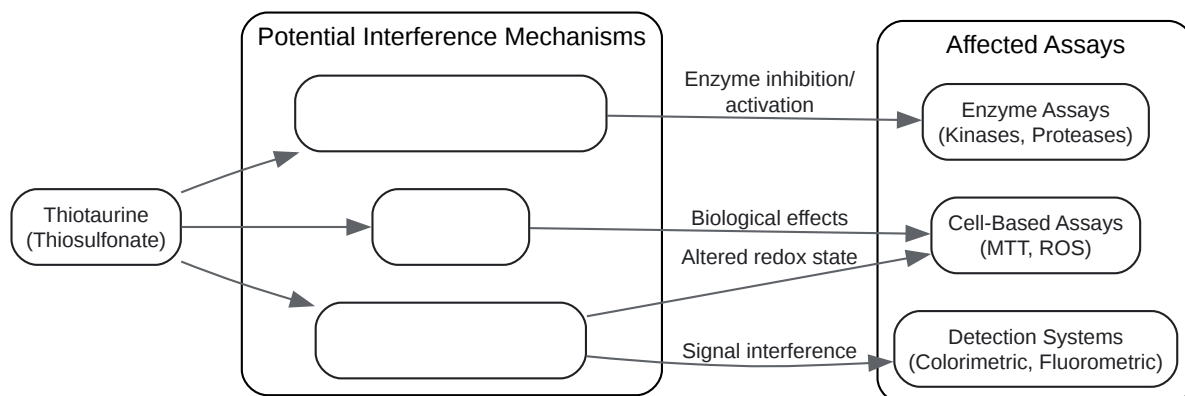 Potential Interference Mechanisms
Affected Assays
Thiotaurine
(Thiosulfonate)
Enzyme inhibition/
activation
Enzyme Assays
(Kinases, Proteases)
Biological effects
Cell-Based Assays
(MTT, ROS)
Altered redox state
Signal interference
Detection Systems
(Colorimetric, Fluorometric)